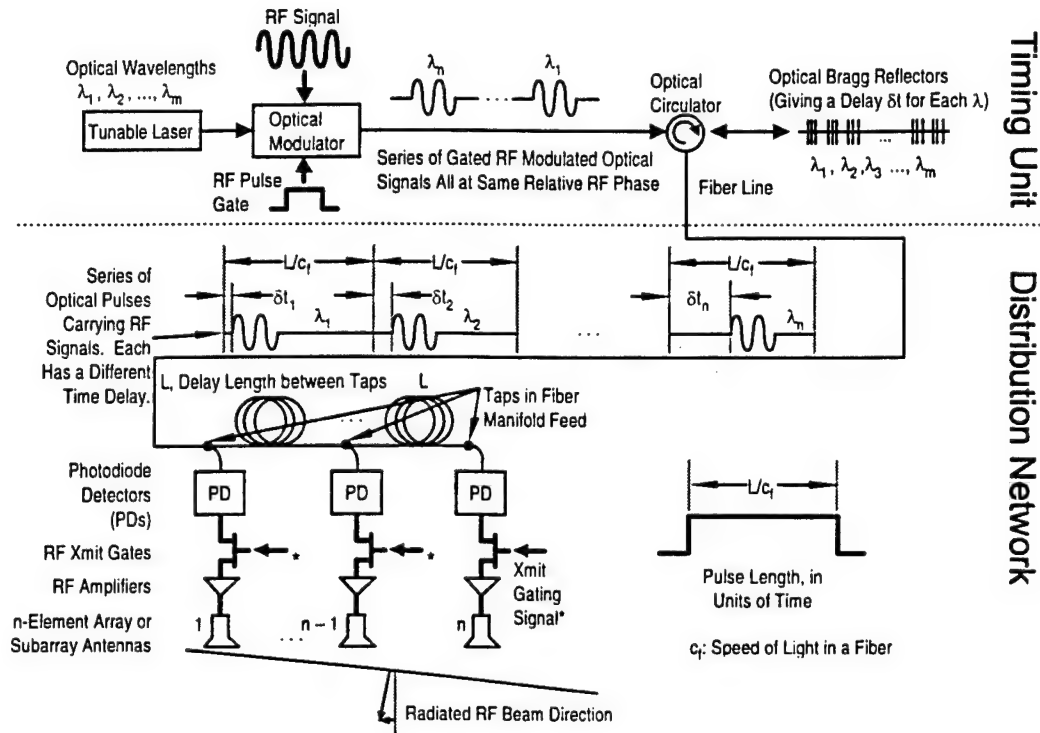 RF Signal
Optical Wavelengths
λ1, λ2, ..., λm
Tunable Laser
Optical
Modulator
RF Pulse
Gate
λn
...
λ1
Series of Gated RF Modulated Optical
Signals All at Same Relative RF Phase
Optical
Circulator
Fiber Line
Optical Bragg Reflectors
(Giving a Delay δt for Each λ)
...
λ1, λ2, λ3 ..., λm
Timing Unit
Series of
Optical Pulses
Carrying RF
Signals. Each
Has a Different
Time Delay.
L/cf
L/cf
L/cf
δt1
δt2
δtn
λ1
λ2
...
λn
L, Delay Length between Taps
L
...
Taps in Fiber
Manifold Feed
Photodiode
Detectors
(PDs)
PD
PD
PD
RF Xmit Gates
*
*
Xmit
Gating
Signal*
RF Amplifiers
n-Element Array or
Subarray Antennas
1
...
n – 1
n
Radiated RF Beam Direction
L/cf
Pulse Length, in
Units of Time
cf: Speed of Light in a Fiber
Distribution Network